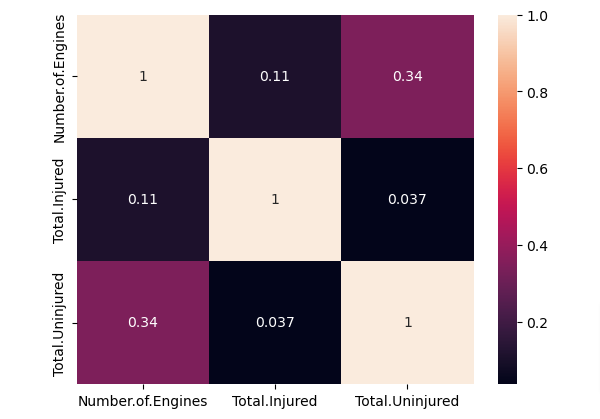 Number.of.Engines
Total.Injured
Total.Uninjured
1
0.11
0.34
0.11
1
0.037
0.34
0.037
1
Number.of.Engines
Total.Injured
Total.Uninjured
1.0
0.8
0.6
0.4
0.2